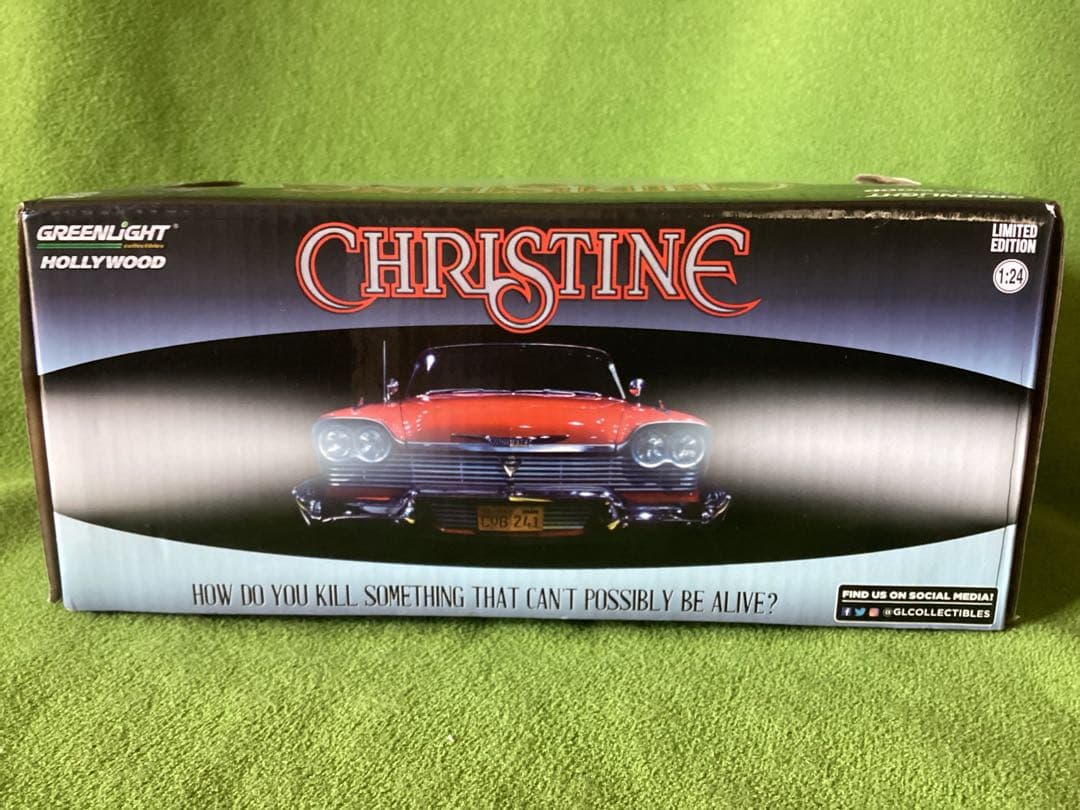 GREENLiGHT
collectibles
HOLLYWOOD
CHRISTINE
LIMITED
EDITION
1:24
CQB 241
HOW DO YOU KILL SOMETHING THAT CAN'T POSSIBLY BE ALIVE?
FIND US ON SOCIAL MEDIA!
@GLCOLLECTIBLES